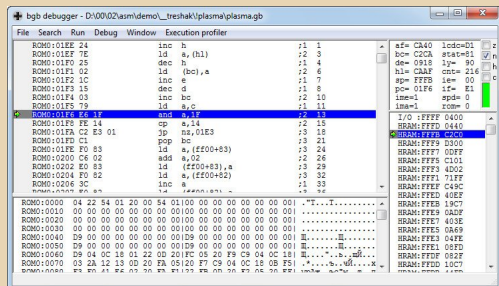 bgb debugger - D:\00\02\asm\demo\__treshak\plasma\plasma.gb
File Search Run Debug Window Execution profiler
ROM0:01EE 24 inc h ;1 1
ROM0:01EF 7E ld a,(hl) ;2 3
ROM0:01F0 25 dec h ;1 4
ROM0:01F1 02 ld (bc),a ;2 6
ROM0:01F2 1C inc e ;1 7
ROM0:01F3 15 dec d ;1 8
ROM0:01F4 03 inc bc ;2 10
ROM0:01F5 79 ld a,c ;1 11
ROM0:01F6 E6 1F and a,1F ;2 13
ROM0:01F8 FE 14 cp a,14 ;2 15
ROM0:01FA C2 E3 01 jp nz,01E3 ;3 18
ROM0:01FD C1 pop bc ;3 21
ROM0:01FE F0 83 ld a,(ff00+83) ;3 24
ROM0:0200 C6 02 add a,02 ;2 26
ROM0:0202 E0 83 ld (ff00+83),a ;3 29
ROM0:0204 F0 82 ld a,(ff00+82) ;3 32
ROM0:0206 3C inc a ;1 33
ROM0:0207 E0 82 ld (ff00+82),a ;3 36
af= CA40 lcdc=D1 z
bc= C2CA stat=81 n
de= 0918 ly= 90 h
hl= CAAF cnt= 216 c
sp= FFFB ie= 00
pc= 01F6 if= E1
ime=1 spd= 0
ima=1 rom= 0
I/O :FFFF 0400
HRAM:FFFD 0440
HRAM:FFFB C2C0
HRAM:FFF9 D300
HRAM:FFF7 0DFF
HRAM:FFF5 C101
HRAM:FFF3 4D02
HRAM:FFF1 71FF
HRAM:FFEF C49C
HRAM:FFED 40EF
HRAM:FFEB 19C7
HRAM:FFE9 0ADF
HRAM:FFE7 403E
HRAM:FFE5 0A69
HRAM:FFE3 04FE
HRAM:FFE1 08FD
HRAM:FFDF 082F
HRAM:FFDD 10C7
ROM0:0000 04 22 54 01 20 00 54 01|00 00 00 00 00 00 00 00|
ROM0:0010 00 00 00 00 00 00 00 00|00 00 00 00 00 00 00 00|
ROM0:0020 00 00 00 00 00 00 00 00|00 00 00 00 00 00 00 00|
ROM0:0030 00 00 00 00 00 00 00 00|00 00 00 00 00 00 00 00|
ROM0:0040 D9 00 00 00 00 00 00 00|D9 00 00 00 00 00 00 00|
ROM0:0050 D9 00 00 00 00 00 00 00|D9 00 00 00 00 00 00 00|
ROM0:0060 D9 04 0C 18 01 22 0D 20|FC 05 20 F9 C9 04 0C 18|
ROM0:0070 03 2A 12 13 0D 20 FA 05|20 F7 C9 04 0C 18 0B F5|